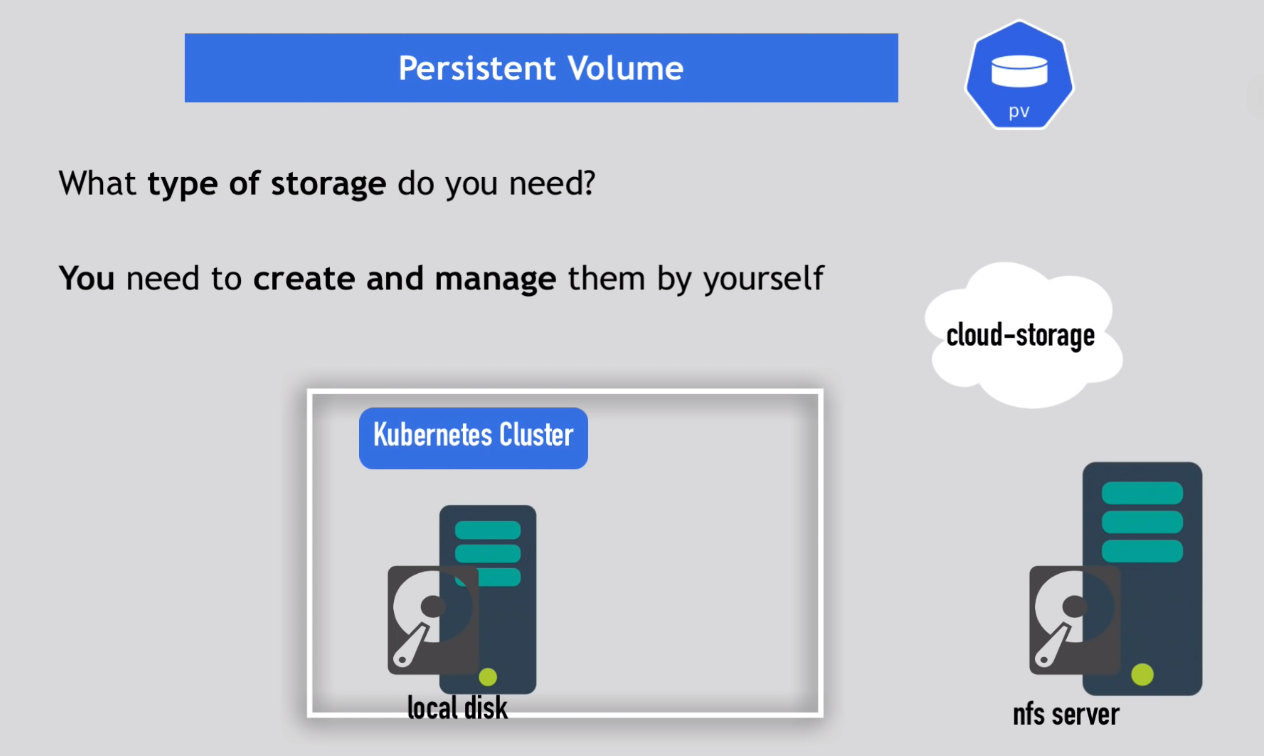 Persistent Volume
pv
What type of storage do you need?
You need to create and manage them by yourself
cloud-storage
Kubernetes Cluster
local disk
nfs server